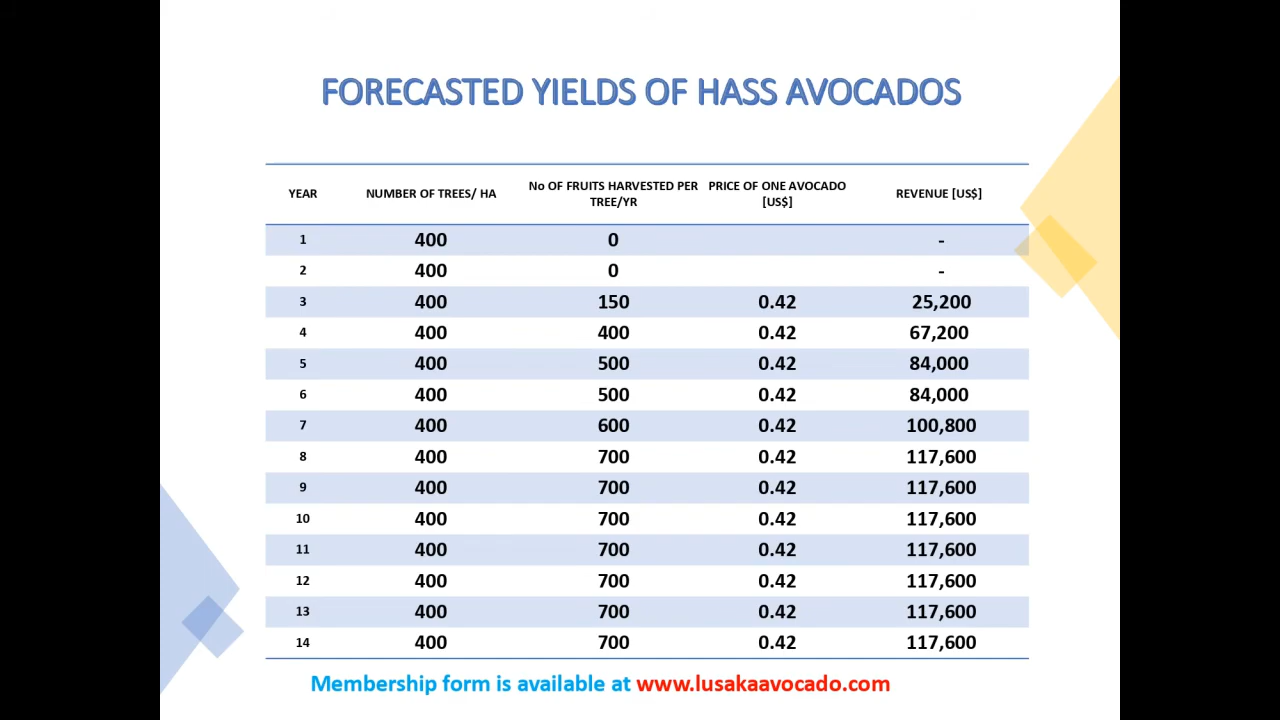 FORECASTED YIELDS OF HASS AVOCADOS
YEAR NUMBER OF TREES/ HA No OF FRUITS HARVESTED PER TREE/YR PRICE OF ONE AVOCADO [US$] REVENUE [US$]
1 400 0 -
2 400 0 -
3 400 150 0.42 25,200
4 400 400 0.42 67,200
5 400 500 0.42 84,000
6 400 500 0.42 84,000
7 400 600 0.42 100,800
8 400 700 0.42 117,600
9 400 700 0.42 117,600
10 400 700 0.42 117,600
11 400 700 0.42 117,600
12 400 700 0.42 117,600
13 400 700 0.42 117,600
14 400 700 0.42 117,600
Membership form is available at www.lusakaavocado.com